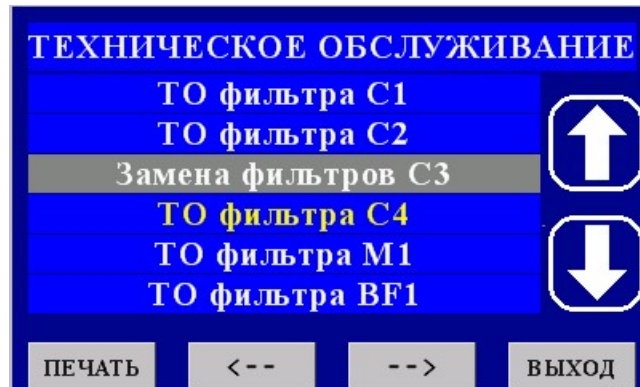 ТЕХНИЧЕСКОЕ ОБСЛУЖИВАНИЕ
ТО фильтра С1
ТО фильтра С2
Замена фильтров С3
ТО фильтра С4
ТО фильтра М1
ТО фильтра BF1
ПЕЧАТЬ <-- --> ВЫХОД